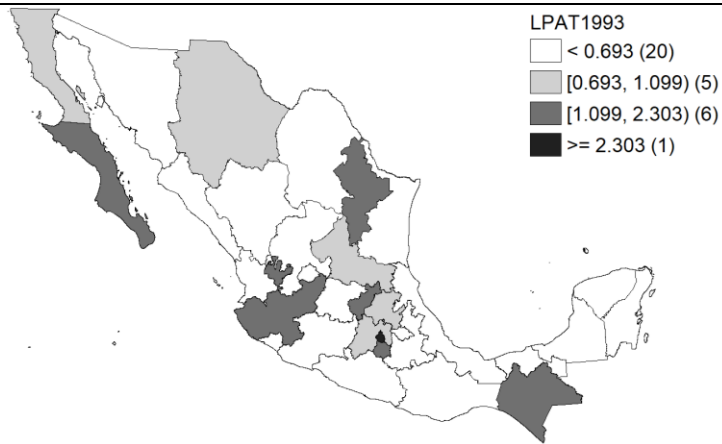 LPAT1993
< 0.693 (20)
[0.693, 1.099) (5)
[1.099, 2.303) (6)
>= 2.303 (1)